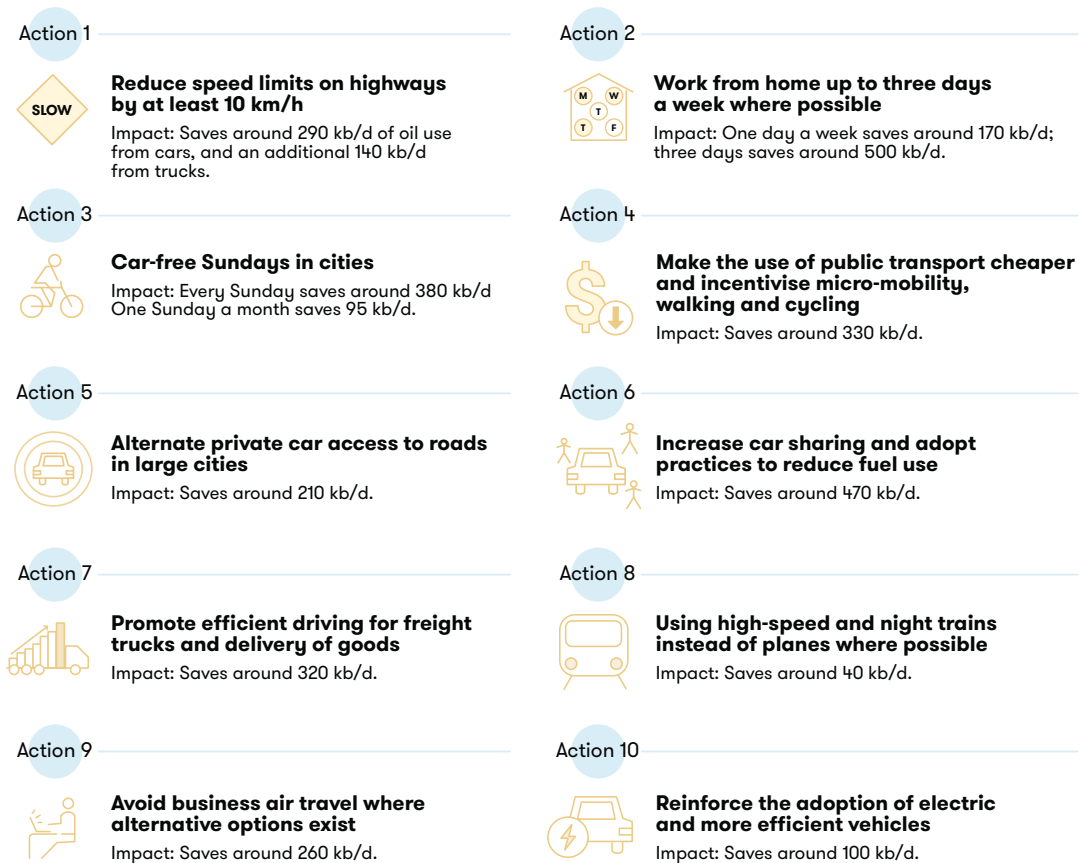 Action 1
SLOW
Reduce speed limits on highways
by at least 10 km/h
Impact: Saves around 290 kb/d of oil use
from cars, and an additional 140 kb/d
from trucks.
Action 2
M W
T
T F
Work from home up to three days
a week where possible
Impact: One day a week saves around 170 kb/d;
three days saves around 500 kb/d.
Action 3
Car-free Sundays in cities
Impact: Every Sunday saves around 380 kb/d
One Sunday a month saves 95 kb/d.
Action 4
$
Make the use of public transport cheaper
and incentivise micro-mobility,
walking and cycling
Impact: Saves around 330 kb/d.
Action 5
Alternate private car access to roads
in large cities
Impact: Saves around 210 kb/d.
Action 6
Increase car sharing and adopt
practices to reduce fuel use
Impact: Saves around 470 kb/d.
Action 7
Promote efficient driving for freight
trucks and delivery of goods
Impact: Saves around 320 kb/d.
Action 8
Using high-speed and night trains
instead of planes where possible
Impact: Saves around 40 kb/d.
Action 9
Avoid business air travel where
alternative options exist
Impact: Saves around 260 kb/d.
Action 10
Reinforce the adoption of electric
and more efficient vehicles
Impact: Saves around 100 kb/d.